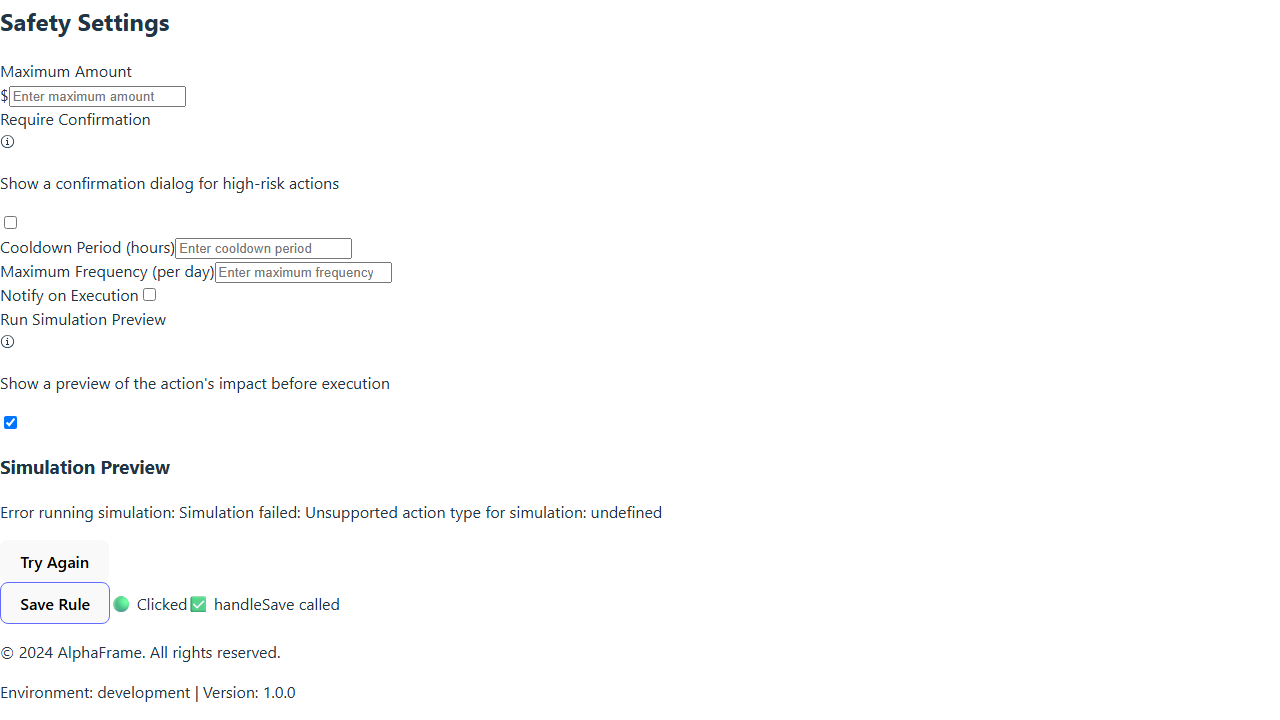 Safety Settings
Maximum Amount
$Enter maximum amount
Require Confirmation
Show a confirmation dialog for high-risk actions
Cooldown Period (hours) Enter cooldown period
Maximum Frequency (per day) Enter maximum frequency
Notify on Execution
Run Simulation Preview
Show a preview of the action's impact before execution
Simulation Preview
Error running simulation: Simulation failed: Unsupported action type for simulation: undefined
Try Again
Save Rule 🟢 Clicked ✅ handleSave called
© 2024 AlphaFrame. All rights reserved.
Environment: development | Version: 1.0.0